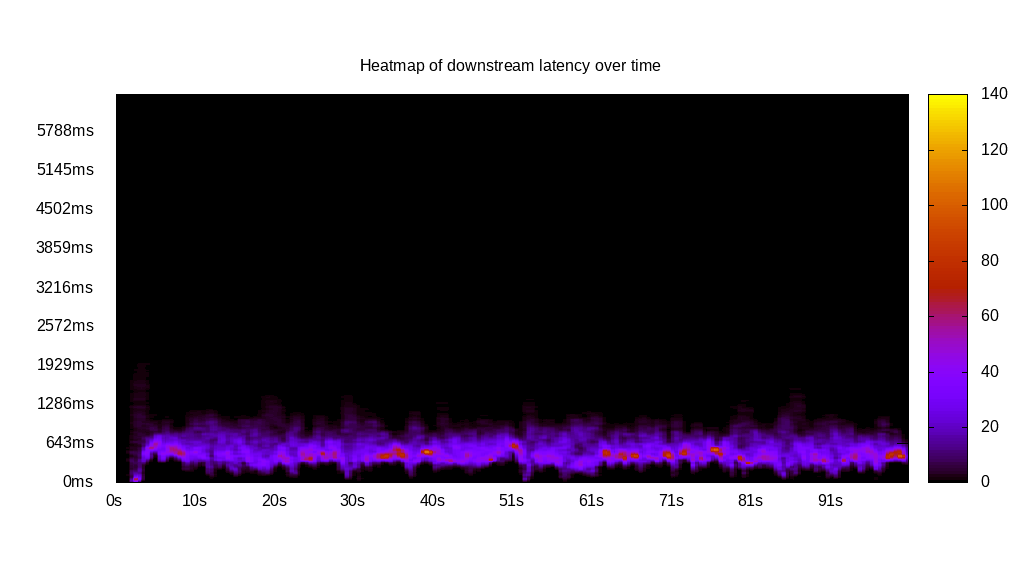 Heatmap of downstream latency over time
5788ms
5145ms
4502ms
3859ms
3216ms
2572ms
1929ms
1286ms
643ms
0ms
0s 10s 20s 30s 40s 51s 61s 71s 81s 91s
140
120
100
80
60
40
20
0